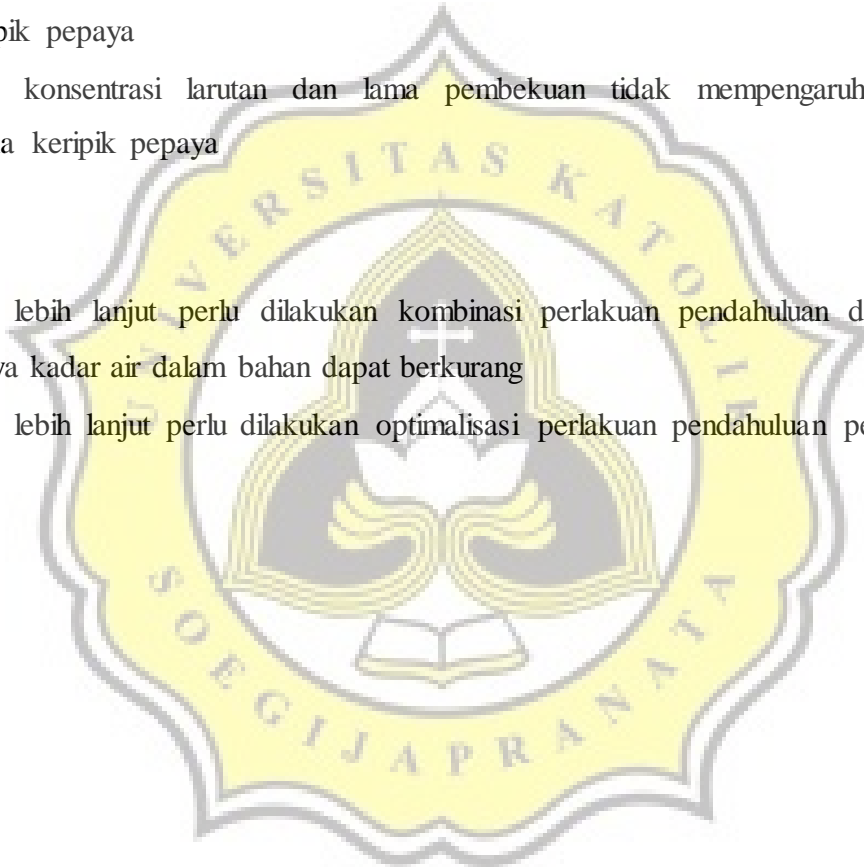 pik pepaya
konsentrasi larutan dan lama pembekuan tidak mempengaruh
a keripik pepaya
lebih lanjut perlu dilakukan kombinasi perlakuan pendahuluan d
ya kadar air dalam bahan dapat berkurang
lebih lanjut perlu dilakukan optimalisasi perlakuan pendahuluan pe
UNIVERSITAS KATOLIK
SOEGIJAPRANATA